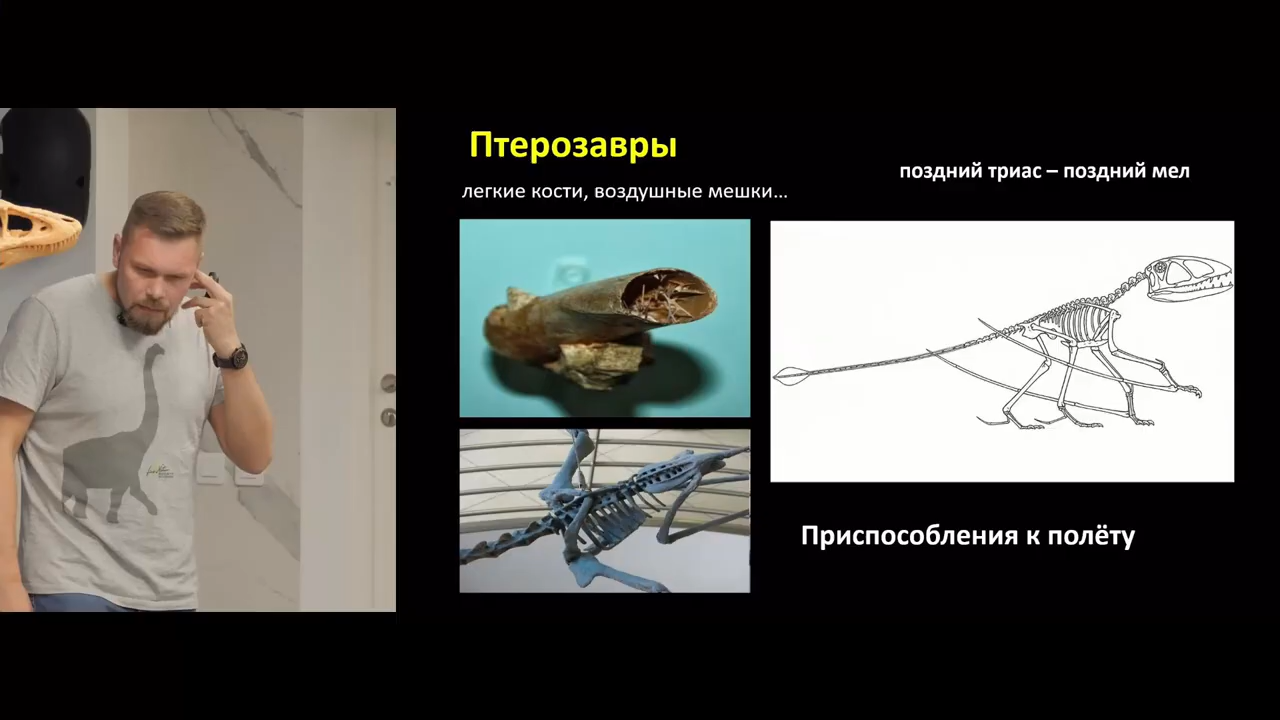 Птерозавры
поздний триас – поздний мел
легкие кости, воздушные мешки...
Приспособления к полёту